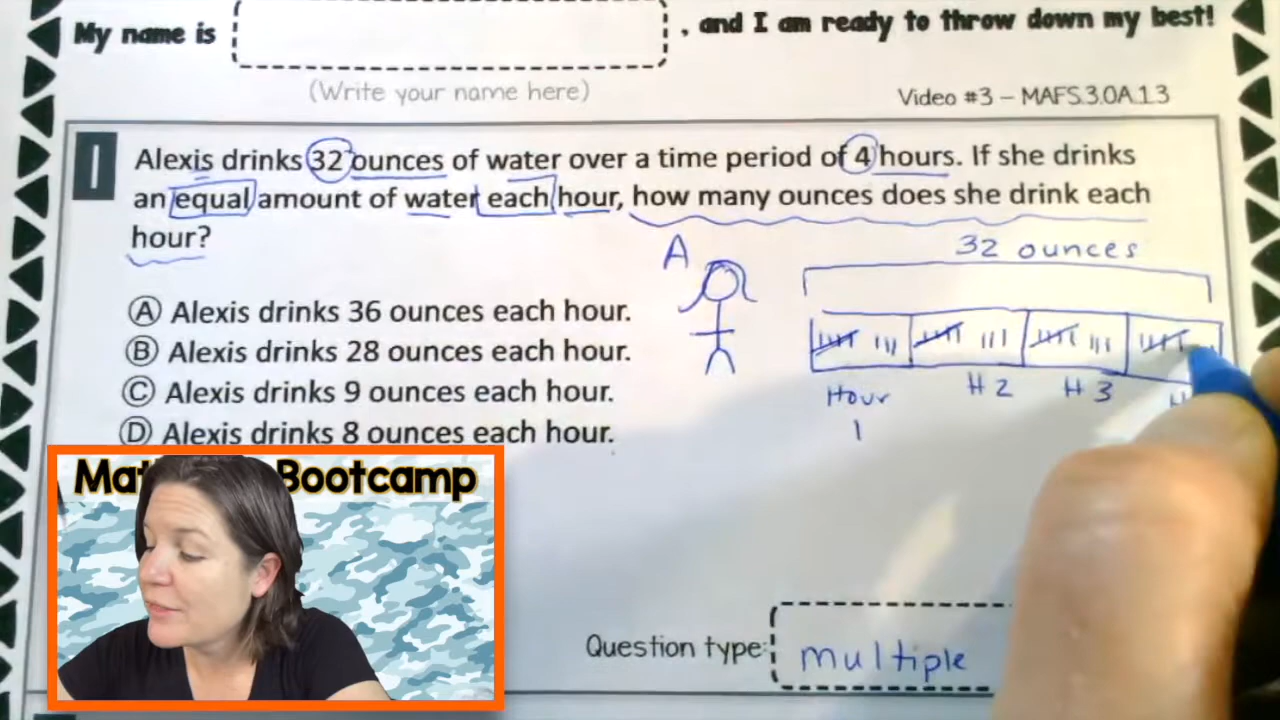 My name is , and I am ready to throw down my best!
(Write your name here)
Video #3 – MAFS.3.OA.1.3
1
Alexis drinks 32 ounces of water over a time period of 4 hours. If she drinks
an equal amount of water each hour, how many ounces does she drink each
hour?
A
32 ounces
Ⓐ Alexis drinks 36 ounces each hour.
Ⓑ Alexis drinks 28 ounces each hour.
Ⓒ Alexis drinks 9 ounces each hour.
Ⓓ Alexis drinks 8 ounces each hour.
Hour
1
H 2
H 3
H
Bootcamp
Question type:
multiple